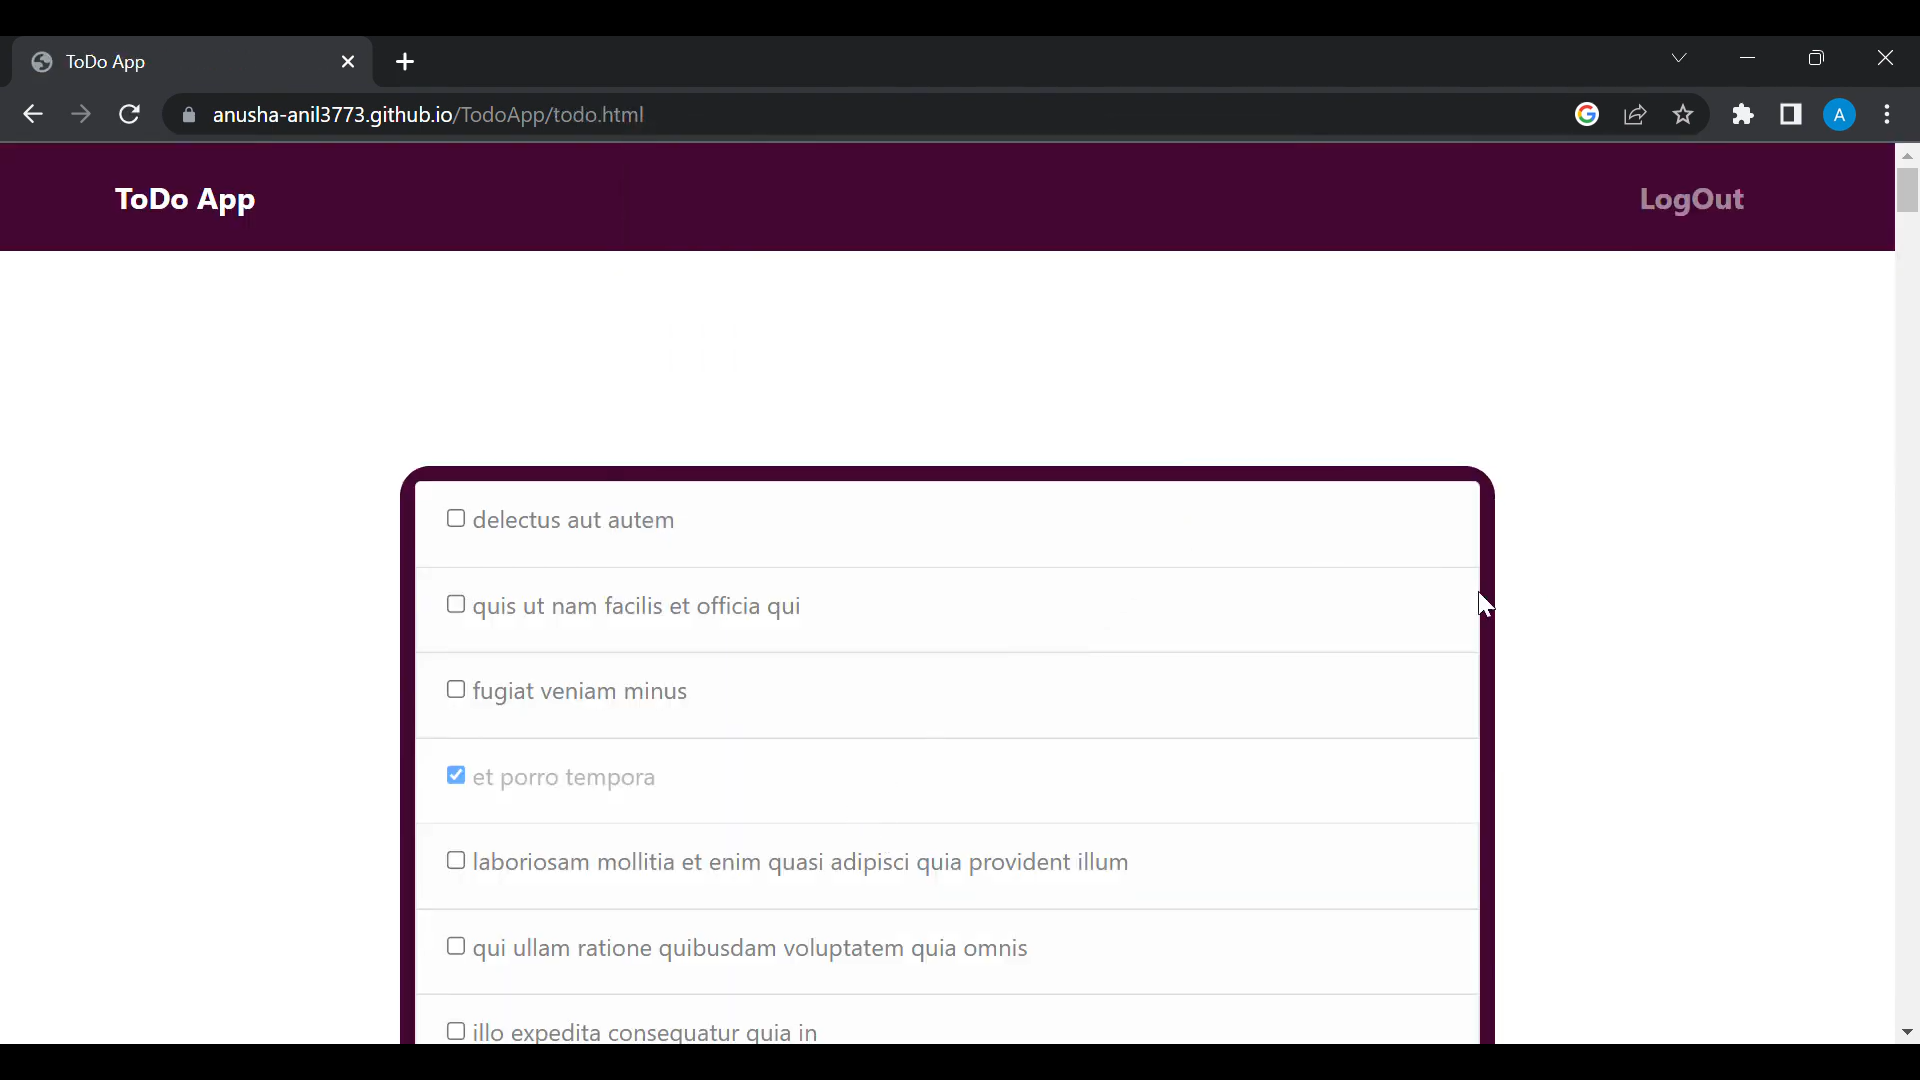 ToDo App
anusha-anil3773.github.io/TodoApp/todo.html
A
ToDo App
LogOut
delectus aut autem
quis ut nam facilis et officia qui
fugiat veniam minus
et porro tempora
laboriosam mollitia et enim quasi adipisci quia provident illum
qui ullam ratione quibusdam voluptatem quia omnis
illo expedita consequatur quia in